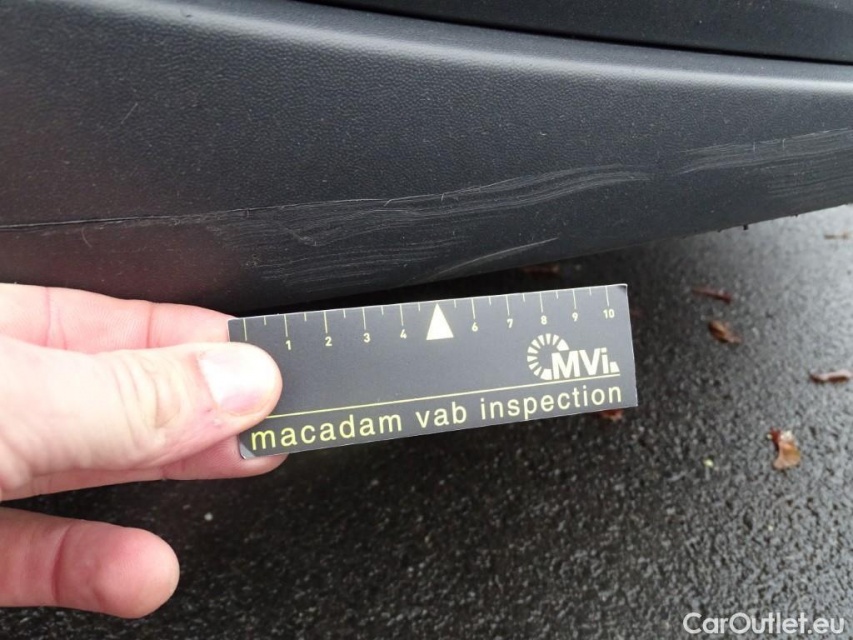 1 2 3 4 6 7 8 9 10
MVi.
macadam vab inspection
CarOutlet.eu